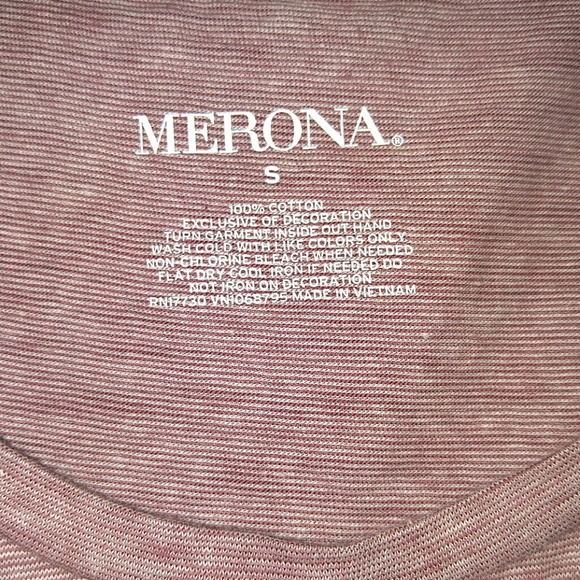 MERONA®
S
100% COTTON
EXCLUSIVE OF DECORATION
TURN GARMENT INSIDE OUT HAND
WASH COLD WITH LIKE COLORS ONLY.
NON-CHLORINE BLEACH WHEN NEEDED
FLAT DRY COOL IRON IF NEEDED DO
NOT IRON ON DECORATION
RN17730 VN1068795 MADE IN VIETNAM